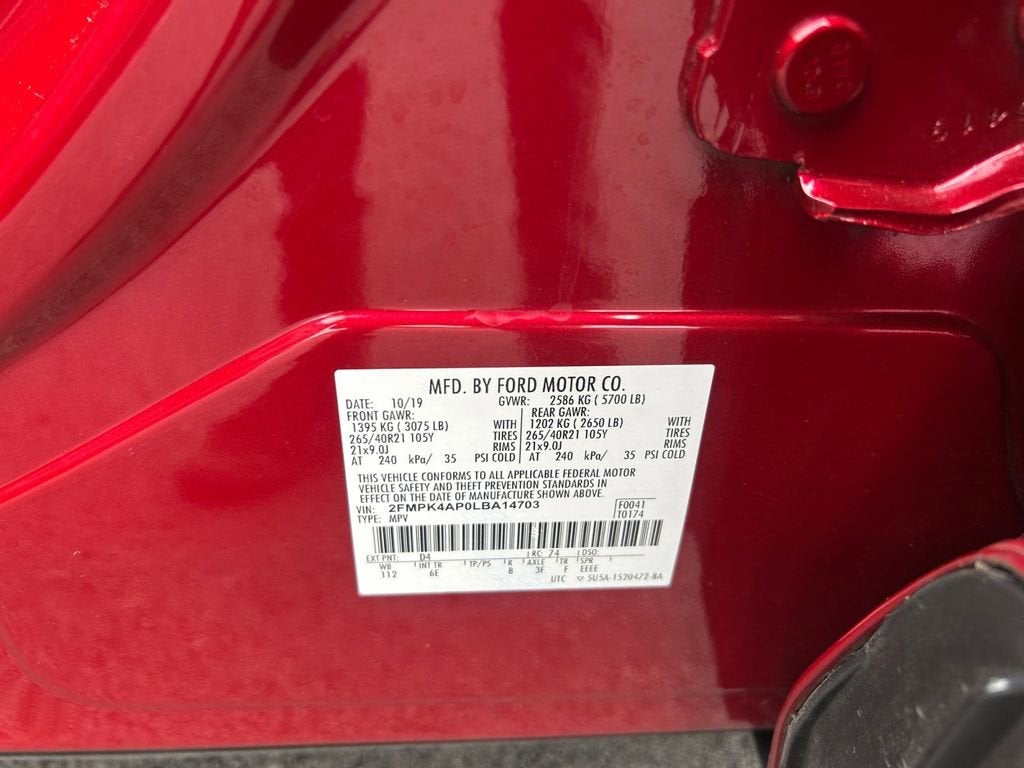 MFD. BY FORD MOTOR CO.
DATE: 10/19 GVWR: 2586 KG ( 5700 LB)
FRONT GAWR: REAR GAWR:
1395 KG ( 3075 LB) WITH 1202 KG ( 2650 LB) WITH
265/40R21 105Y TIRES 265/40R21 105Y TIRES
21x9.0J RIMS 21x9.0J RIMS
AT 240 kPa/ 35 PSI COLD AT 240 kPa/ 35 PSI COLD
THIS VEHICLE CONFORMS TO ALL APPLICABLE FEDERAL MOTOR
VEHICLE SAFETY AND THEFT PREVENTION STANDARDS IN
EFFECT ON THE DATE OF MANUFACTURE SHOWN ABOVE.
VIN: 2FMPK4AP0LBA14703 F0041
TYPE: MPV T0174
EXT PNT: D4 RC: 74 DSO:
WB INT TR TP/PS R AXLE TR SPR
112 6E B 3F F EEEE
UTC 5U5A-1520472-BA